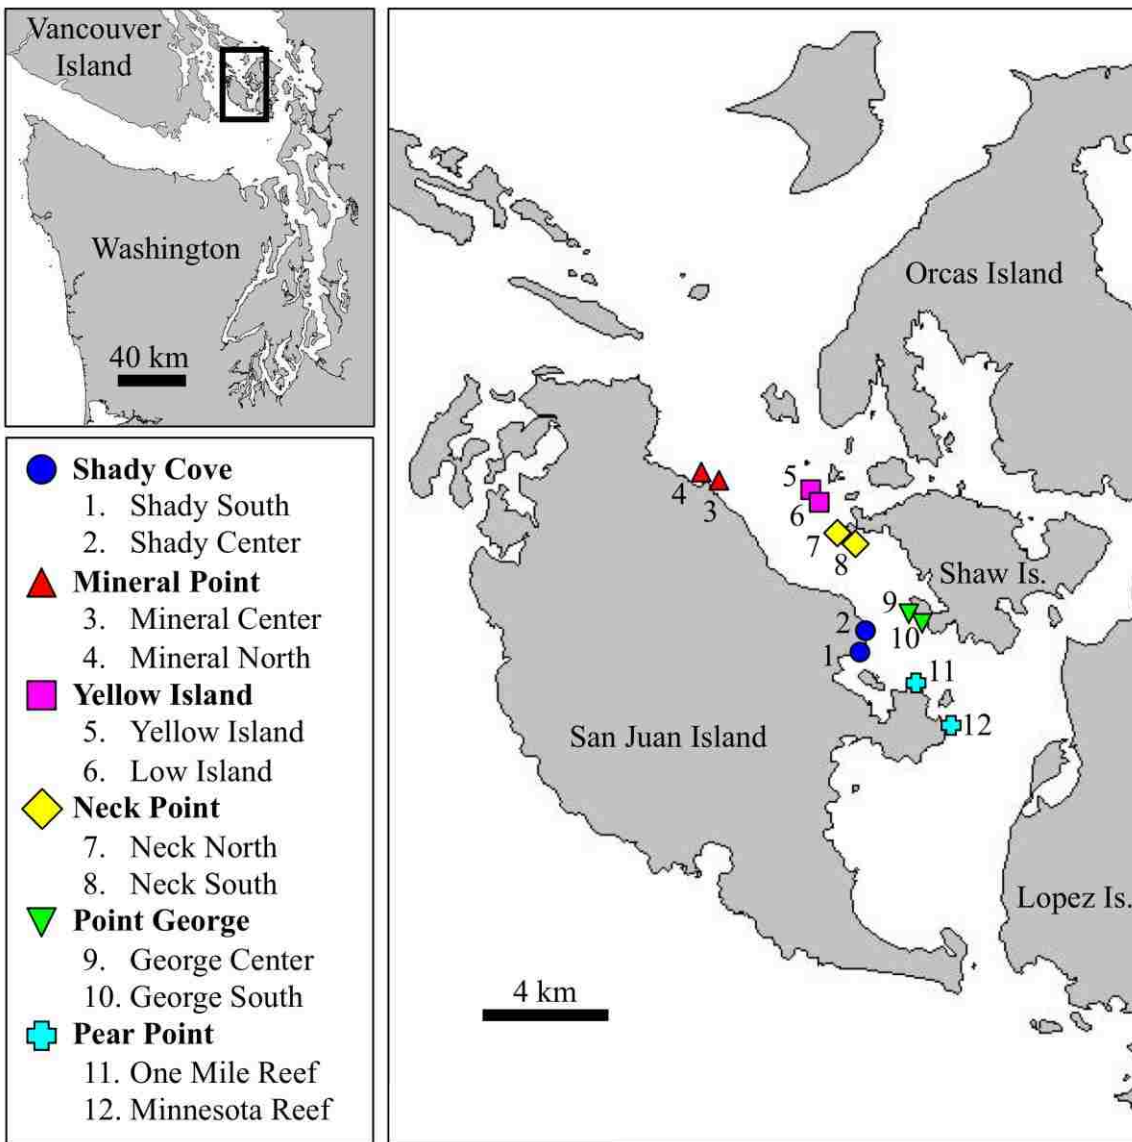 Vancouver
Island
Washington
40 km
Shady Cove
1. Shady South
2. Shady Center
Mineral Point
3. Mineral Center
4. Mineral North
Yellow Island
5. Yellow Island
6. Low Island
Neck Point
7. Neck North
8. Neck South
Point George
9. George Center
10. George South
Pear Point
11. One Mile Reef
12. Minnesota Reef
Orcas Island
4
3
5
6
7
8
Shaw Is.
9
10
2
1
11
12
San Juan Island
Lopez Is.
4 km